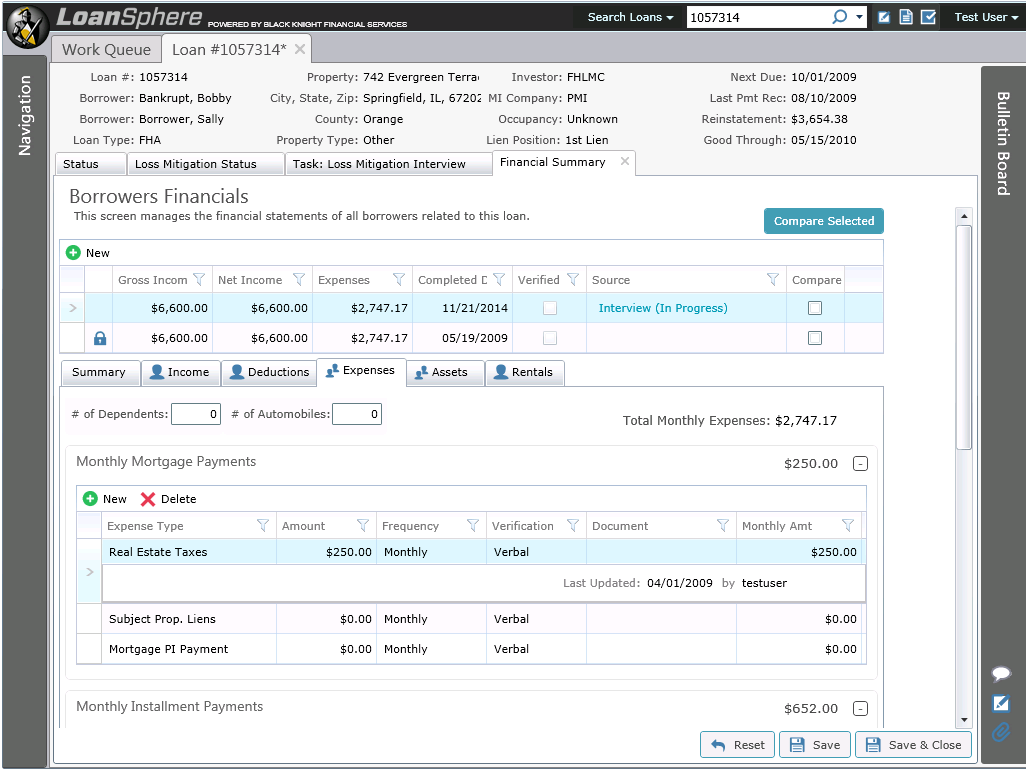 LoanSphere POWERED BY BLACK KNIGHT FINANCIAL SERVICES Search Loans 1057314 Test User
Work Queue Loan #1057314*
Navigation
Bulletin Board
Loan #: 1057314 Property: 742 Evergreen Terra Investor: FHLMC Next Due: 10/01/2009
Borrower: Bankrupt, Bobby City, State, Zip: Springfield, IL, 67202 MI Company: PMI Last Pmt Rec: 08/10/2009
Borrower: Borrower, Sally County: Orange Occupancy: Unknown Reinstatement: $3,654.38
Loan Type: FHA Property Type: Other Lien Position: 1st Lien Good Through: 05/15/2010
Status Loss Mitigation Status Task: Loss Mitigation Interview Financial Summary
Borrowers Financials
This screen manages the financial statements of all borrowers related to this loan.
Compare Selected
New
Gross Incom Net Income Expenses Completed D Verified Source Compare
$6,600.00 $6,600.00 $2,747.17 11/21/2014 Interview (In Progress)
$6,600.00 $6,600.00 $2,747.17 05/19/2009
Summary Income Deductions Expenses Assets Rentals
# of Dependents: 0 # of Automobiles: 0 Total Monthly Expenses: $2,747.17
Monthly Mortgage Payments $250.00 -
New Delete
Expense Type Amount Frequency Verification Document Monthly Amt
Real Estate Taxes $250.00 Monthly Verbal $250.00
Last Updated: 04/01/2009 by testuser
Subject Prop. Liens $0.00 Monthly Verbal $0.00
Mortgage PI Payment $0.00 Monthly Verbal $0.00
Monthly Installment Payments $652.00 -
Reset Save Save & Close